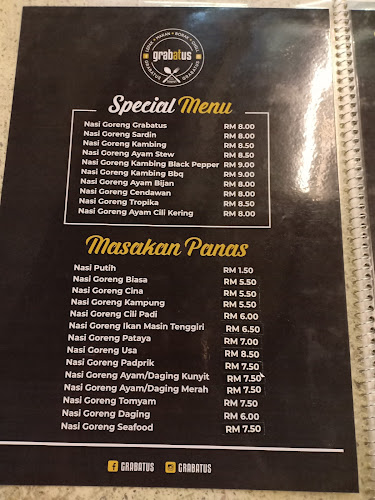 LEPAK • MAKAN • BORAK • CHILL
grabatus
GRABATUS GRABATUS
Special Menu
Nasi Goreng Grabatus RM 8.00
Nasi Goreng Sardin RM 8.00
Nasi Goreng Kambing RM 8.50
Nasi Goreng Ayam Stew RM 8.50
Nasi Goreng Kambing Black Pepper RM 9.00
Nasi Goreng Kambing Bbq RM 9.00
Nasi Goreng Ayam Bijan RM 8.00
Nasi Goreng Cendawan RM 8.00
Nasi Goreng Tropika RM 8.50
Nasi Goreng Ayam Cili Kering RM 8.00
Masakan Panas
Nasi Putih RM 1.50
Nasi Goreng Biasa RM 5.50
Nasi Goreng Cina RM 5.50
Nasi Goreng Kampung RM 5.50
Nasi Goreng Cili Padi RM 6.00
Nasi Goreng Ikan Masin Tenggiri RM 6.50
Nasi Goreng Pataya RM 7.00
Nasi Goreng Usa RM 8.50
Nasi Goreng Padprik RM 7.50
Nasi Goreng Ayam/Daging Kunyit RM 7.50
Nasi Goreng Ayam/Daging Merah RM 7.50
Nasi Goreng Tomyam RM 7.50
Nasi Goreng Daging RM 6.00
Nasi Goreng Seafood RM 7.50
GRABATUS GRABATUS